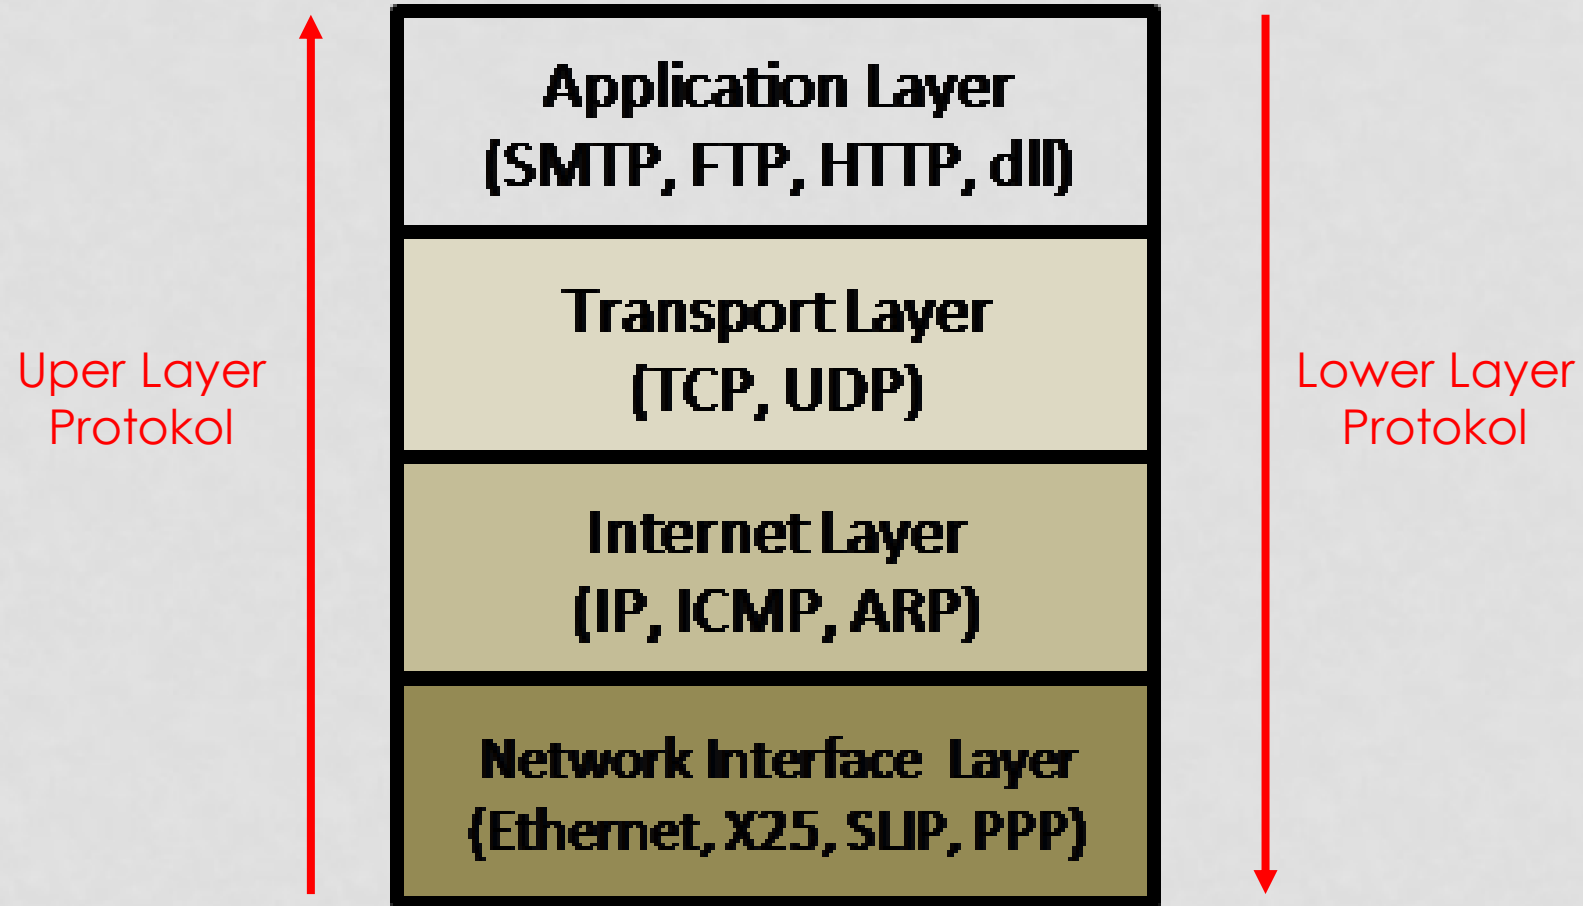 Application Layer
(SMTP, FTP, HTTP, dll)
Transport Layer
(TCP, UDP)
Uper Layer
Protokol
Lower Layer
Protokol
Internet Layer
(IP, ICMP, ARP)
Network Interface Layer
(Ethernet, X25, SLIP, PPP)